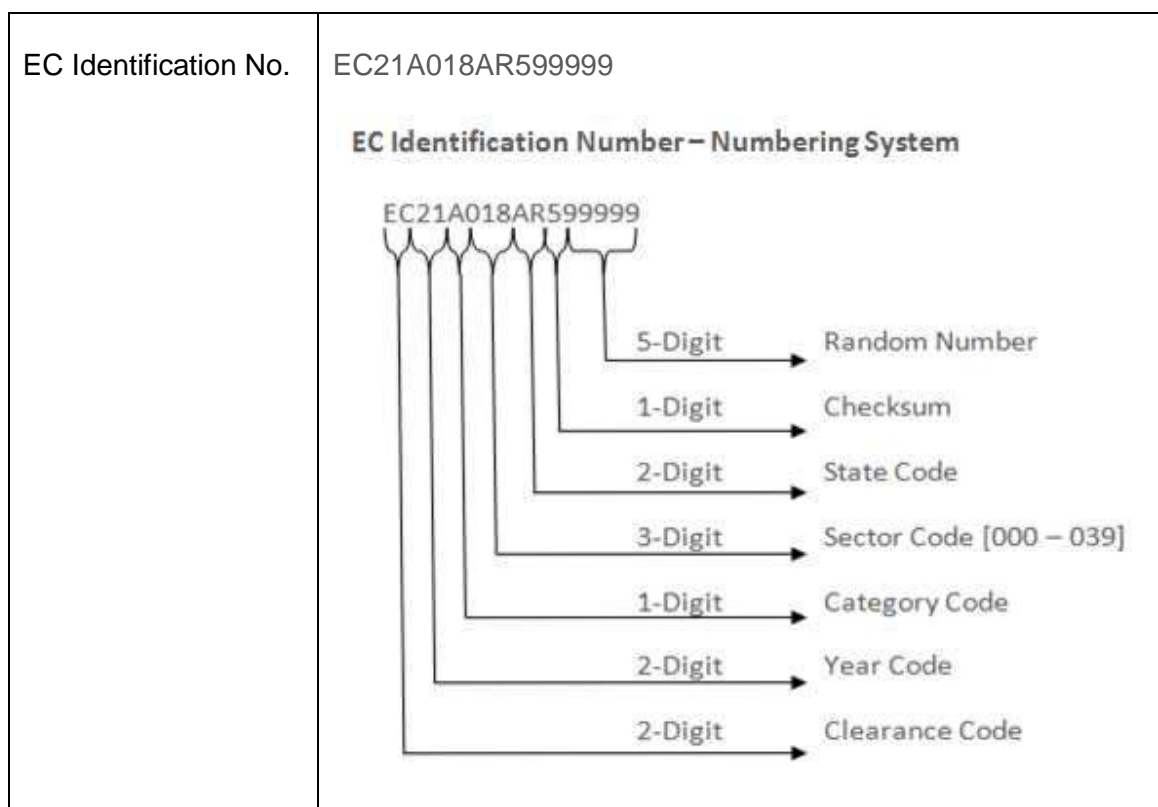 EC Identification No.
EC21A018AR599999
EC Identification Number – Numbering System
EC21A018AR599999
5-Digit Random Number
1-Digit Checksum
2-Digit State Code
3-Digit Sector Code [000 – 039]
1-Digit Category Code
2-Digit Year Code
2-Digit Clearance Code